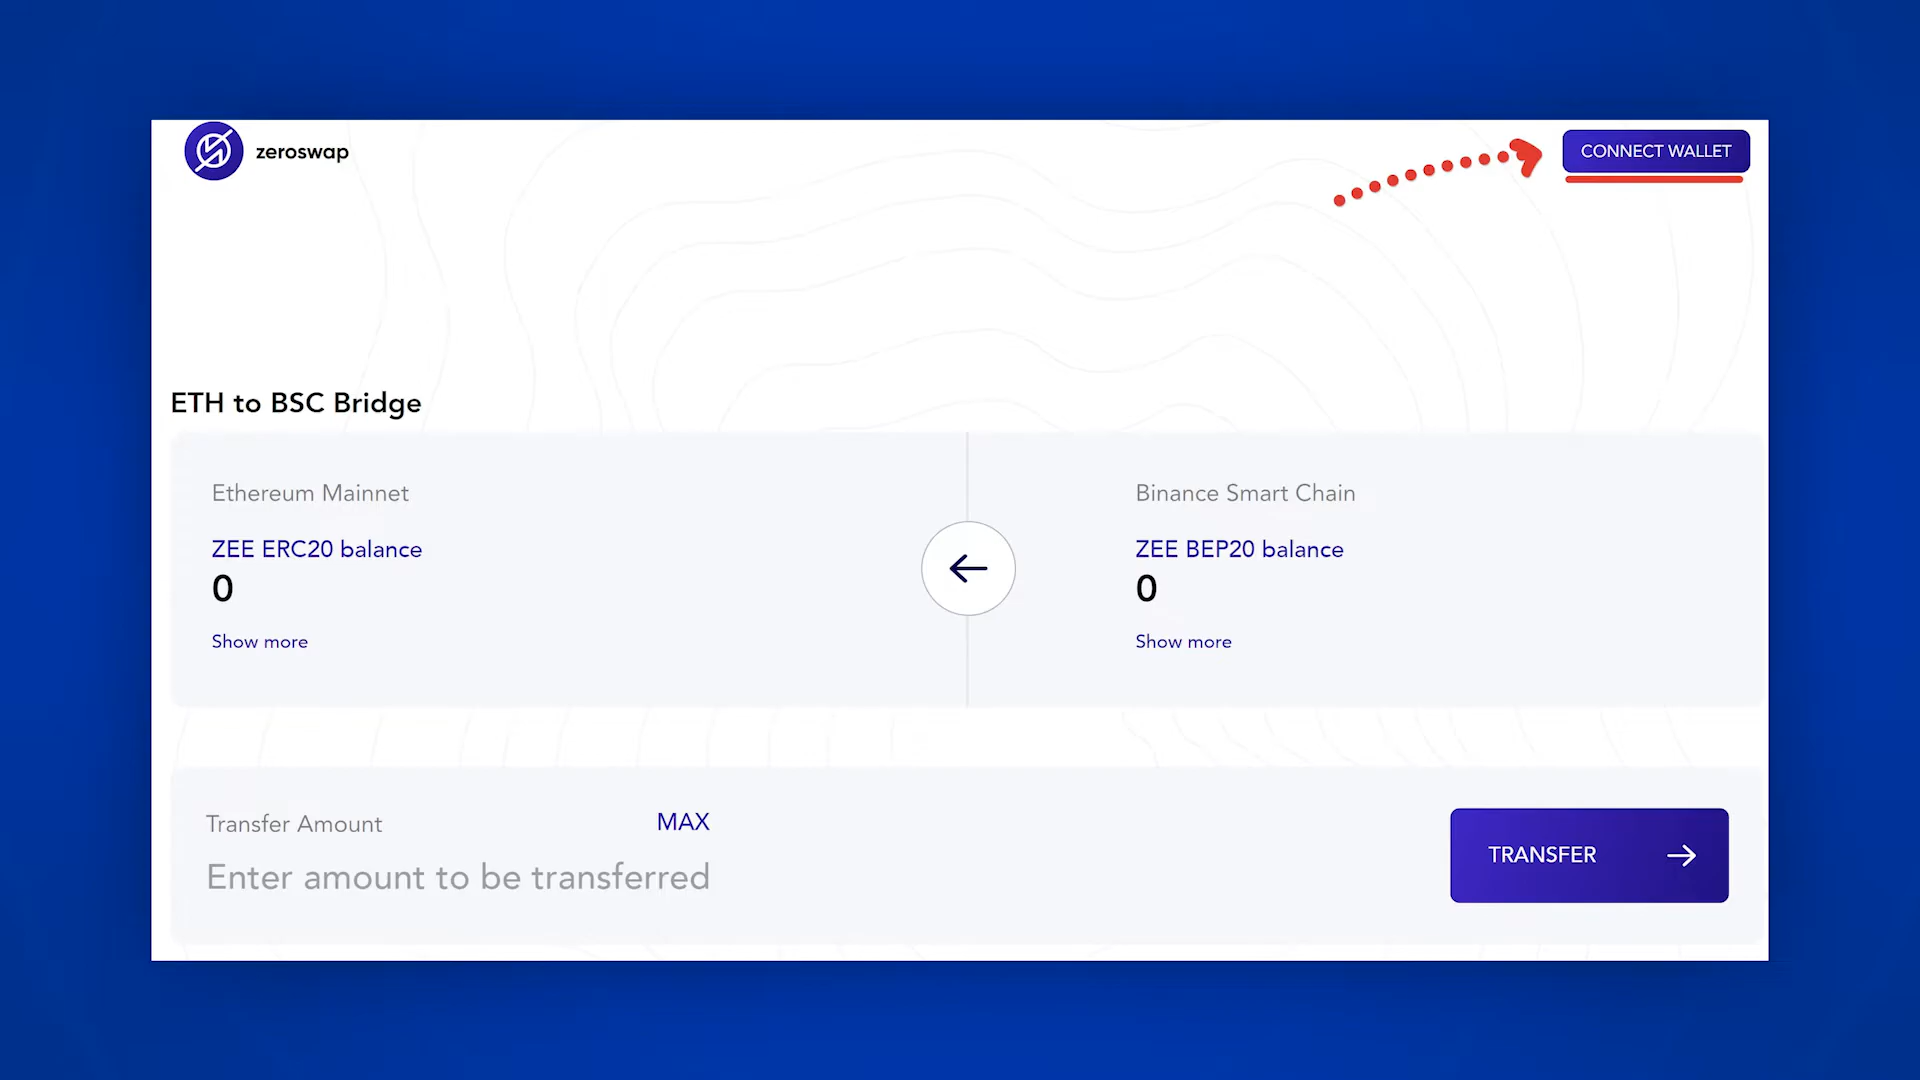 zeroswap
CONNECT WALLET
ETH to BSC Bridge
Ethereum Mainnet
ZEE ERC20 balance
0
Show more
Binance Smart Chain
ZEE BEP20 balance
0
Show more
Transfer Amount
MAX
Enter amount to be transferred
TRANSFER